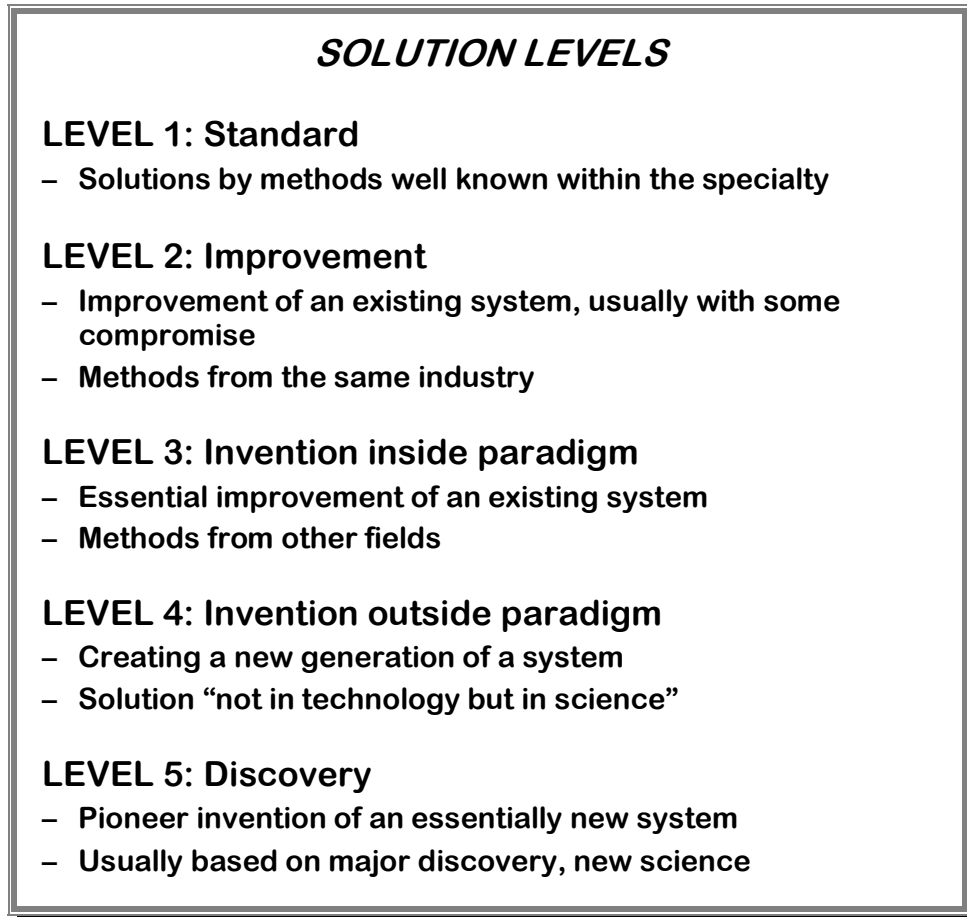 SOLUTION LEVELS
LEVEL 1: Standard
– Solutions by methods well known within the specialty
LEVEL 2: Improvement
– Improvement of an existing system, usually with some
compromise
– Methods from the same industry
LEVEL 3: Invention inside paradigm
– Essential improvement of an existing system
– Methods from other fields
LEVEL 4: Invention outside paradigm
– Creating a new generation of a system
– Solution “not in technology but in science”
LEVEL 5: Discovery
– Pioneer invention of an essentially new system
– Usually based on major discovery, new science